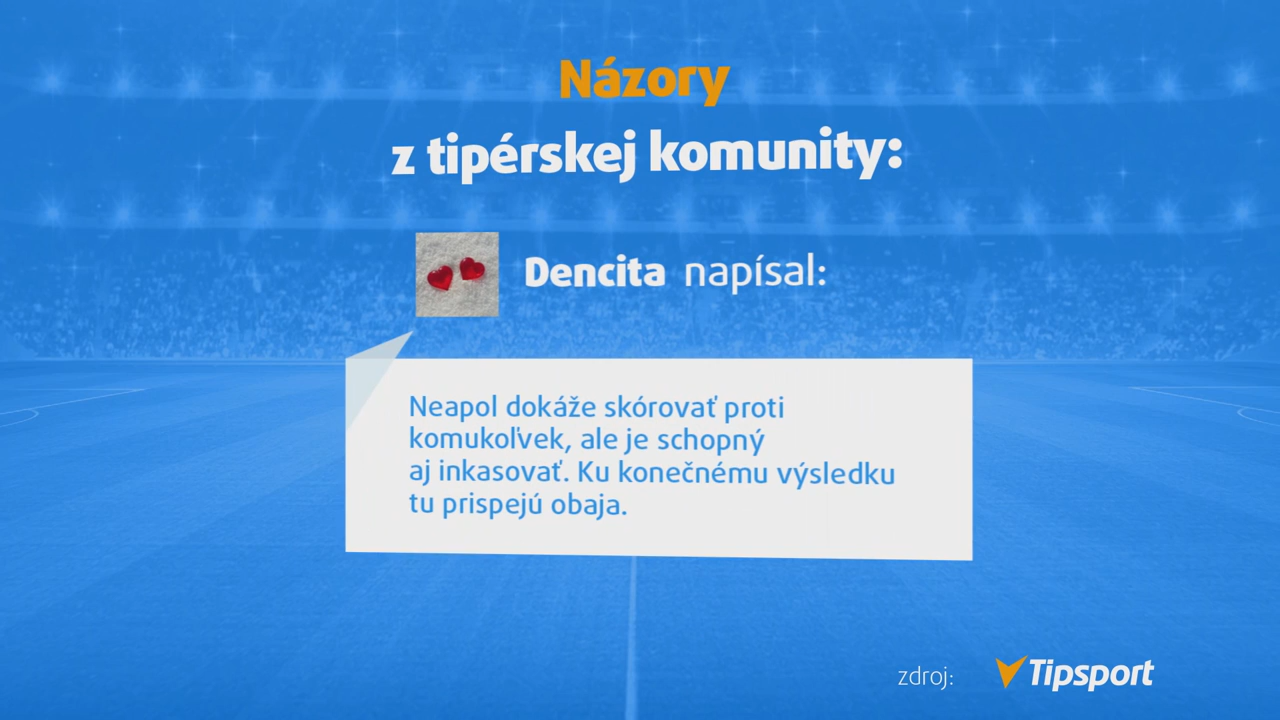 Názory
z tipérskej komunity:
Dencita napísal:
Neapol dokáže skórovať proti
komukoľvek, ale je schopný
aj inkasovať. Ku konečnému výsledku
tu prispejú obaja.
zdroj: Tipsport